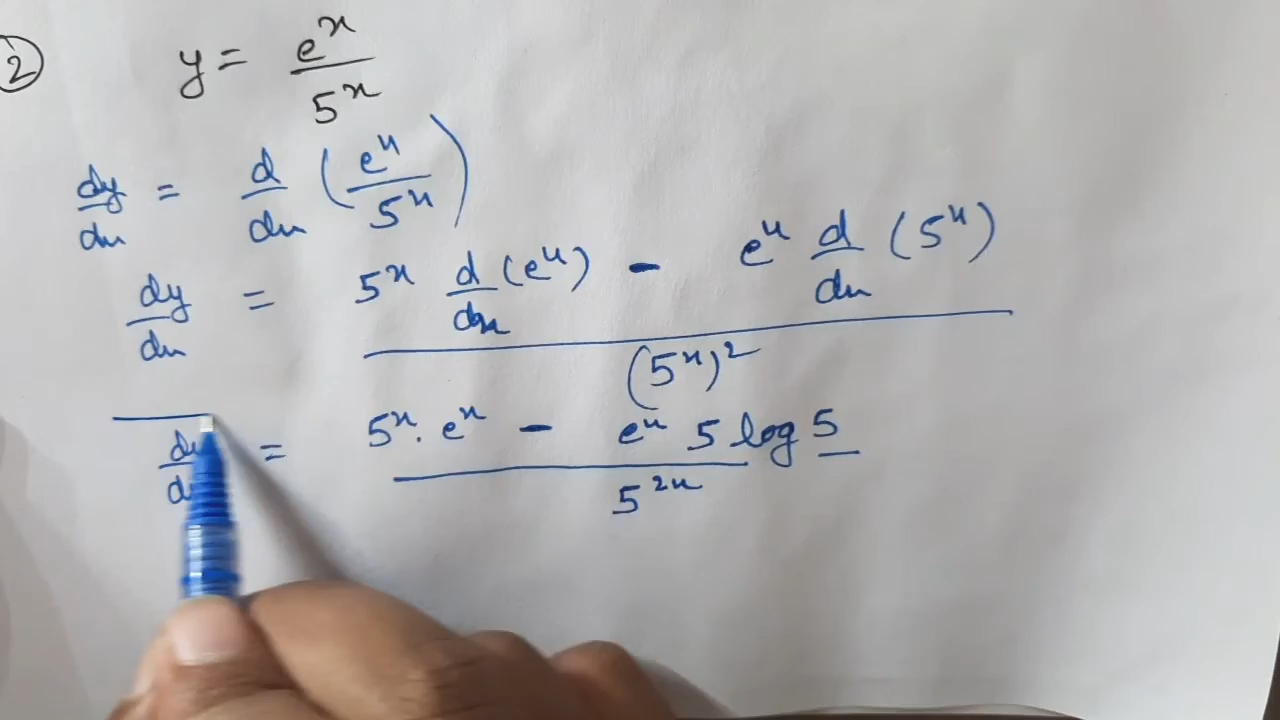 ② y = e^x / 5^x
dy/dx = d/dx (e^x / 5^x)
dy/dx = (5^x d/dx (e^x) - e^x d/dx (5^x)) / (5^x)^2
= (5^x . e^x - e^x 5 log 5) / 5^2x